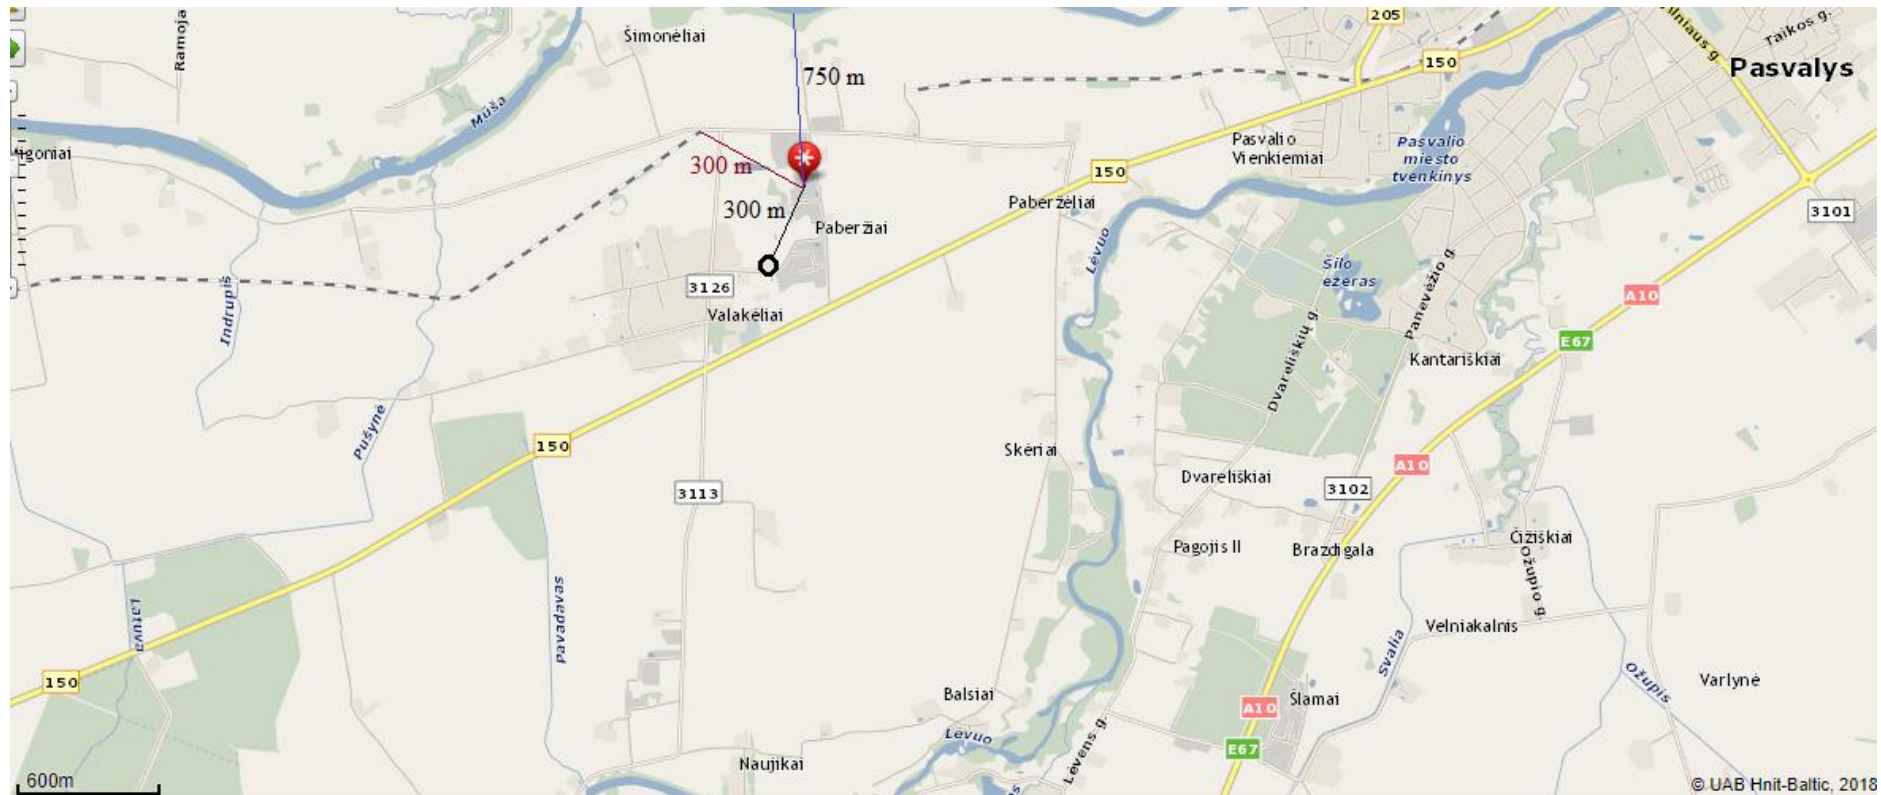 Ramoja
Šimonėliai
205
Vilniaus g.
Taikos g.
150
Pasvalys
750 m
Mūša
Pasvalio
Vienkiemiai
Pasvalio
miesto
tvenkinys
igoniai
300 m
150
3101
300 m
Paberžėliai
Paberžiai
Lėvuo
Šilo
ežeras
Panevėžio g.
A10
3126
Indrupis
Valakėliai
Dvareliškių g.
E67
Kantariškiai
Pušynė
150
Skėriai
A10
Dvareliškiai
3102
3113
Čižiškiai
Pagojis II
Brazdigala
Ožupio g.
Latuva
Velniakalnis
Svalia
Ožupis
Varlynė
150
Balsiai
Šlamai
A10
Lėvuo
E67
Lėvens g.
Naujikai
600m
© UAB Hnit-Baltic, 2018